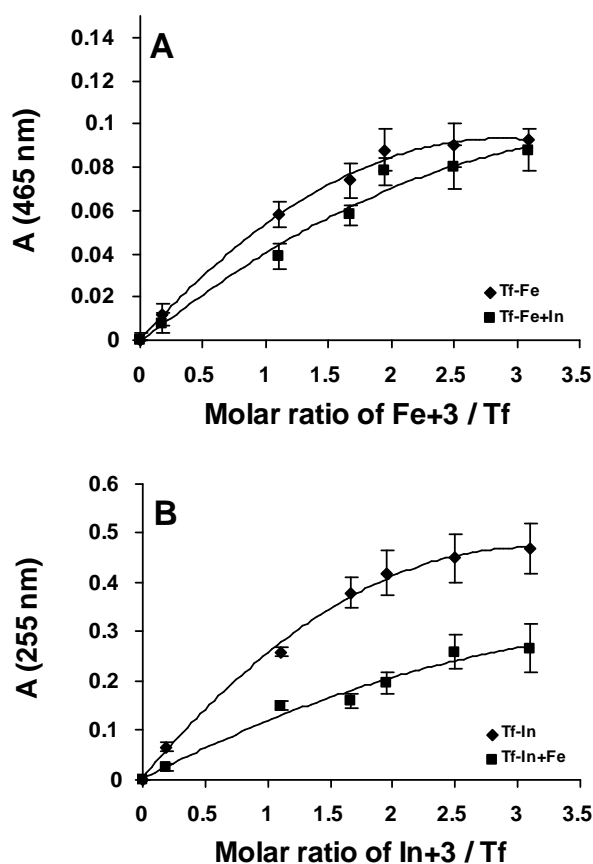 A
0.14
0.12
0.1
0.08
0.06
0.04
0.02
0
A (465 nm)
Tf-Fe
Tf-Fe+In
0 0.5 1 1.5 2 2.5 3 3.5
Molar ratio of Fe+3 / Tf
B
0.6
0.5
0.4
0.3
0.2
0.1
0
A (255 nm)
Tf-In
Tf-In+Fe
0 0.5 1 1.5 2 2.5 3 3.5
Molar ratio of In+3 / Tf